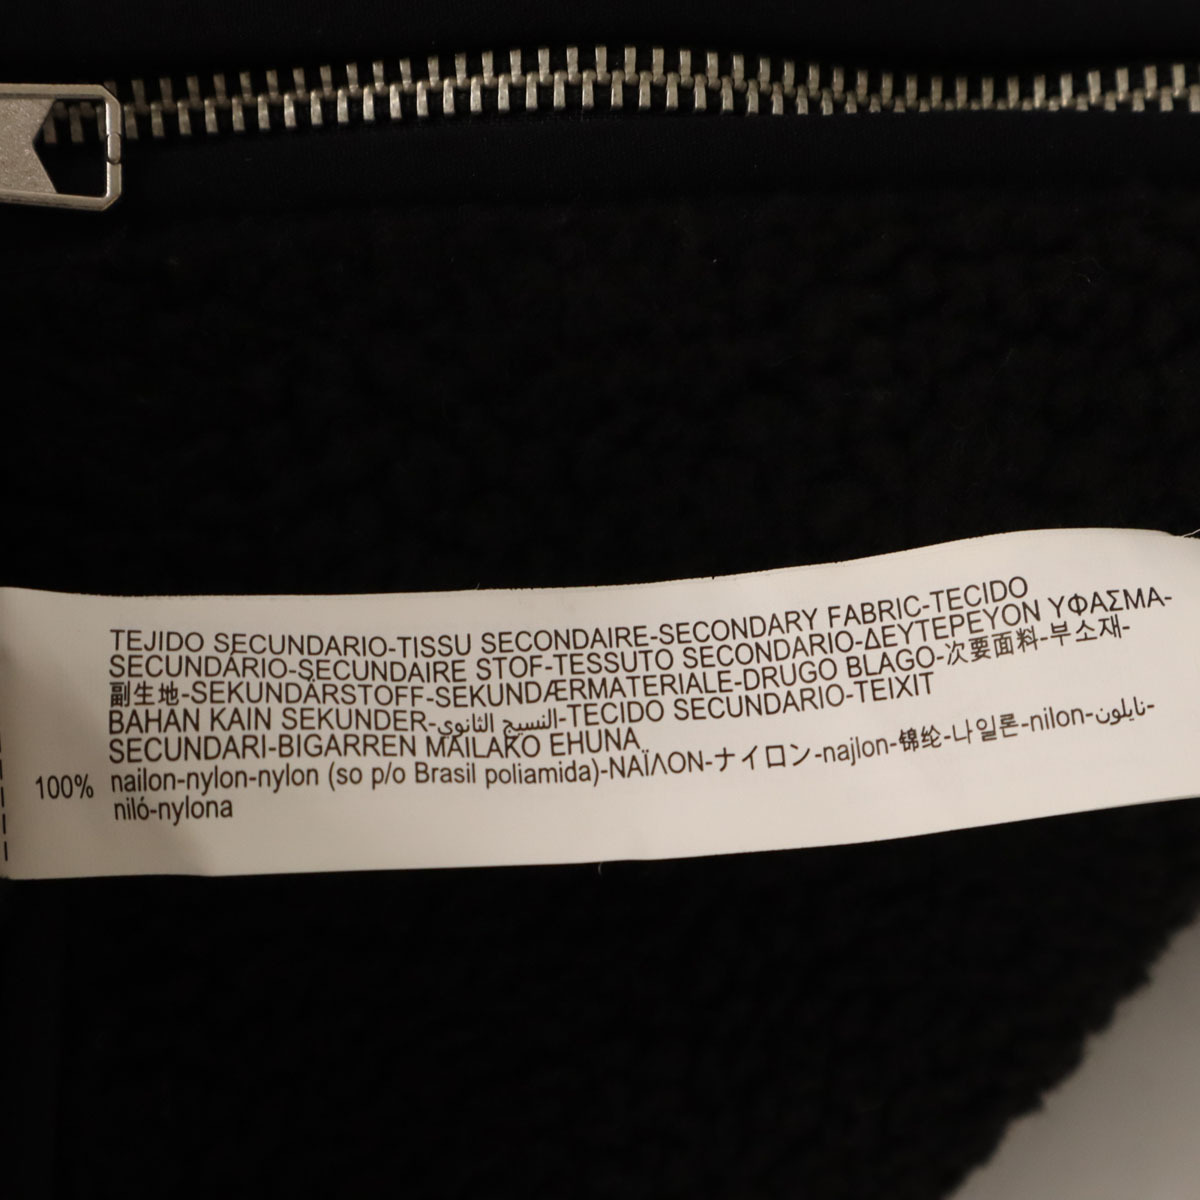 TEJIDO SECUNDARIO-TISSU SECONDAIRE-SECONDARY FABRIC-TECIDO
SECUNDÁRIO-SECUNDAIRE STOF-TESSUTO SECONDARIO-ΔΕΥΤΕΡΕΥΟΝ ΥΦΑΣΜΑ-
副生地-SEKUNDÄRSTOFF-SEKUNDÆRMATERIALE-DRUGO BLAGO-次要面料-부소재-
BAHAN KAIN SEKUNDER-النسيج الثانوي-TECIDO SECUNDARIO-TEIXIT
SECUNDARI-BIGARREN MAILAKO EHUNA
100% nailon-nylon-nylon (so p/o Brasil poliamida)-ΝΑΪΛΟΝ-ナイロン-najlon-锦纶-나일론-nilon-نايلون-
niló-nylona